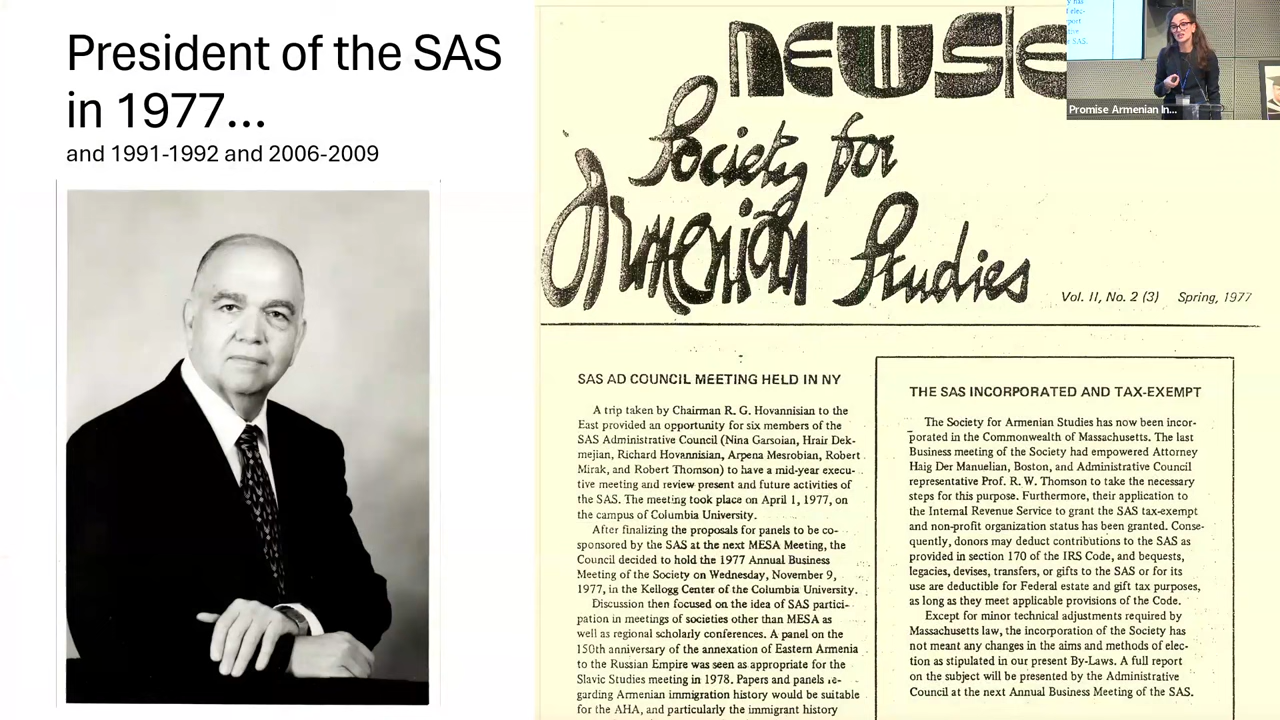 President of the SAS
in 1977...
and 1991-1992 and 2006-2009
NEWSLE
Society for
Armenian Studies
Vol. II, No. 2 (3) Spring, 1977
SAS AD COUNCIL MEETING HELD IN NY
A trip taken by Chairman R. G. Hovannisian to the
East provided an opportunity for six members of the
SAS Administrative Council (Nina Garsoian, Hrair Dek-
mejian, Richard Hovannisian, Arpena Mesrobian, Robert
Mirak, and Robert Thomson) to have a mid-year execu-
tive meeting and review present and future activities of
the SAS. The meeting took place on April 1, 1977, on
the campus of Columbia University.
After finalizing the proposals for panels to be co-
sponsored by the SAS at the next MESA Meeting, the
Council decided to hold the 1977 Annual Business
Meeting of the Society on Wednesday, November 9,
1977, in the Kellogg Center of the Columbia University.
Discussion then focused on the idea of SAS partici-
pation in meetings of societies other than MESA as
well as regional scholarly conferences. A panel on the
150th anniversary of the annexation of Eastern Armenia
to the Russian Empire was seen as appropriate for the
Slavic Studies meeting in 1978. Papers and panels re-
garding Armenian immigration history would be suitable
for the AHA, and particularly the immigrant history
THE SAS INCORPORATED AND TAX-EXEMPT
The Society for Armenian Studies has now been incor-
porated in the Commonwealth of Massachusetts. The last
Business meeting of the Society had empowered Attorney
Haig Der Manuelian, Boston, and Administrative Council
representative Prof. R. W. Thomson to take the necessary
steps for this purpose. Furthermore, their application to
the Internal Revenue Service to grant the SAS tax-exempt
and non-profit organization status has been granted. Conse-
quently, donors may deduct contributions to the SAS as
provided in section 170 of the IRS Code, and bequests,
legacies, devises, transfers, or gifts to the SAS or for its
use are deductible for Federal estate and gift tax purposes,
as long as they meet applicable provisions of the Code.
Except for minor technical adjustments required by
Massachusetts law, the incorporation of the Society has
not meant any changes in the aims and methods of elec-
tion as stipulated in our present By-Laws. A full report
on the subject will be presented by the Administrative
Council at the next Annual Business Meeting of the SAS.
y has
f elec-
port
tive
e SAS.
Promise Armenian In...